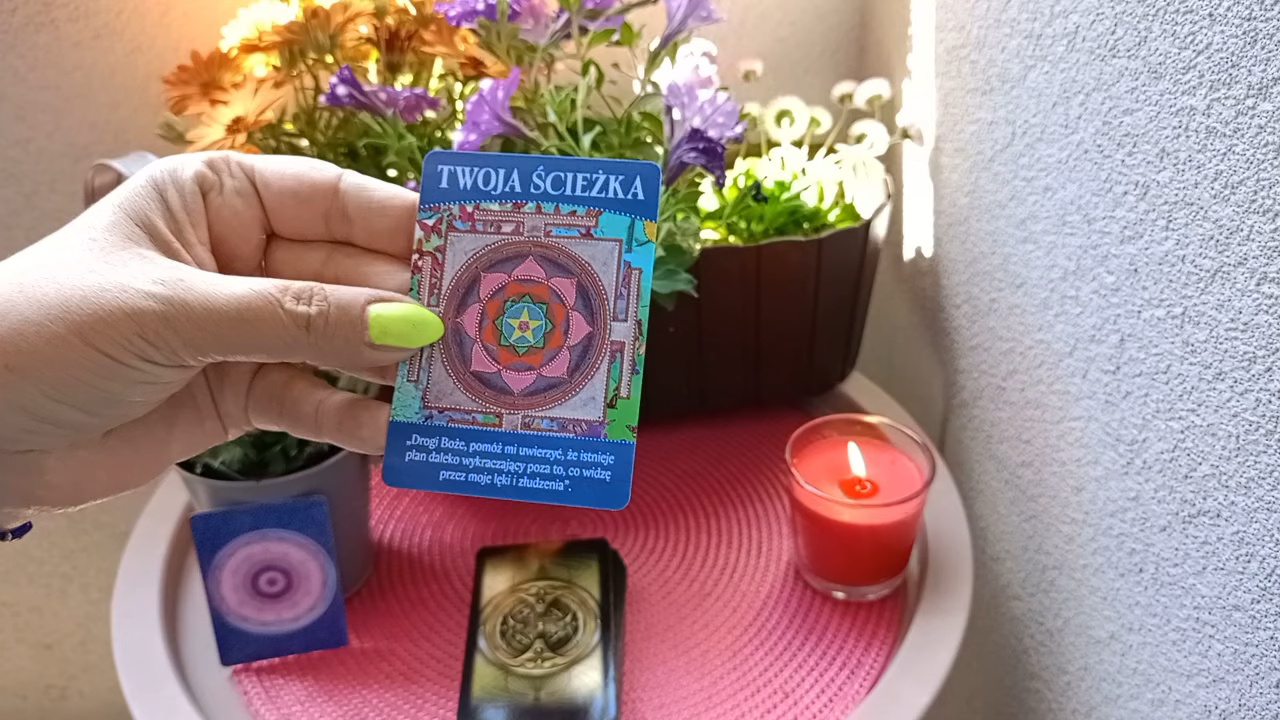 TWOJA ŚCIEŻKA
„Drogi Boże, pomóż mi uwierzyć, że istnieje
plan daleko wykraczający poza to, co widzę
przez moje lęki i złudzenia”.